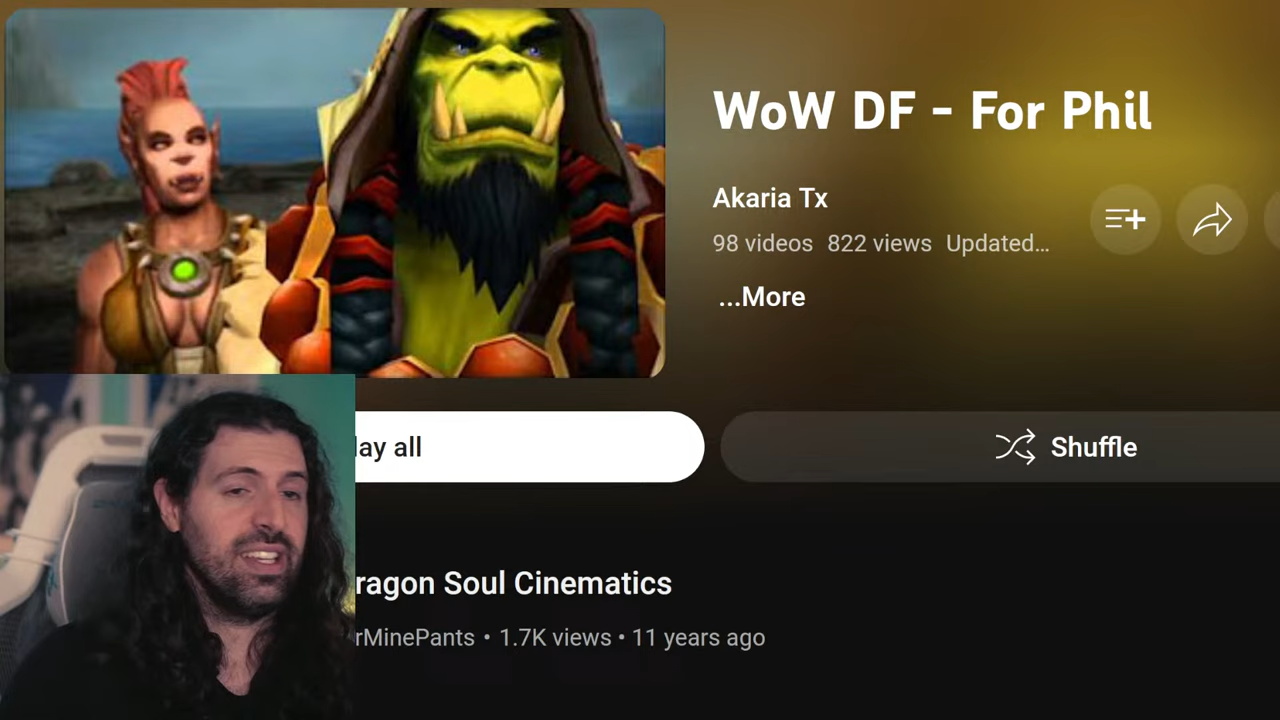 WoW DF - For Phil
Akaria Tx
98 videos 822 views Updated...
...More
lay all
Shuffle
ragon Soul Cinematics
rMinePants • 1.7K views • 11 years ago